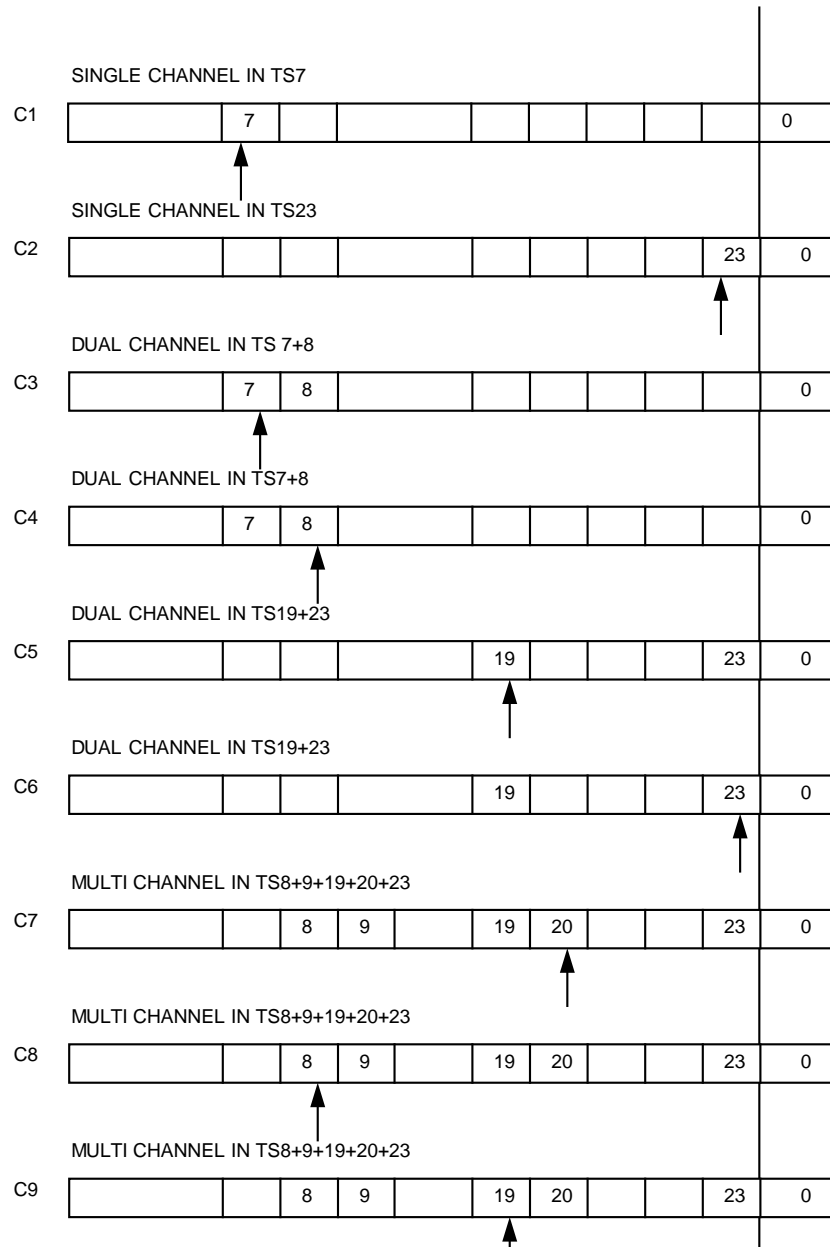 SINGLE CHANNEL IN TS7
C1 7 0
SINGLE CHANNEL IN TS23
C2 23 0
DUAL CHANNEL IN TS 7+8
C3 7 8 0
DUAL CHANNEL IN TS7+8
C4 7 8 0
DUAL CHANNEL IN TS19+23
C5 19 23 0
DUAL CHANNEL IN TS19+23
C6 19 23 0
MULTI CHANNEL IN TS8+9+19+20+23
C7 8 9 19 20 23 0
MULTI CHANNEL IN TS8+9+19+20+23
C8 8 9 19 20 23 0
MULTI CHANNEL IN TS8+9+19+20+23
C9 8 9 19 20 23 0